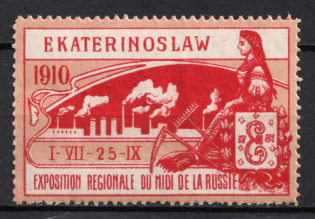 EKATERINOSLAW
1910
I-VII-25-IX
EXPOSITION REGIONALE DU MIDI DE LA RUSSIE